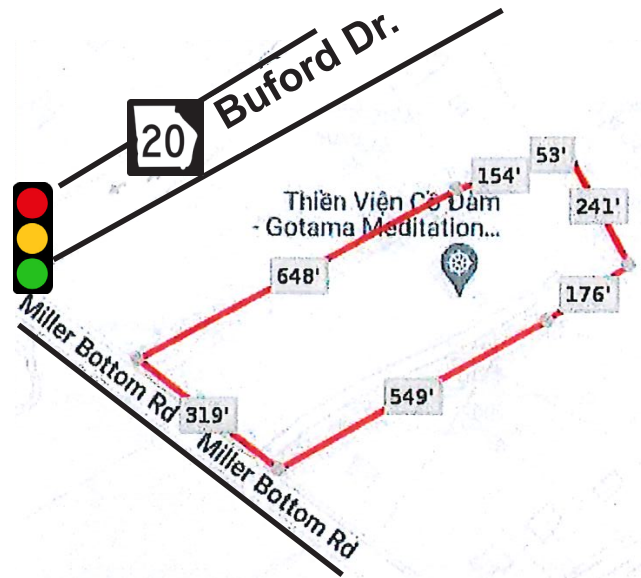 Buford Dr.
20
53'
154'
Thiền Viện Cồ Đàm
- Gotama Meditation...
241'
648'
176'
Miller Bottom Rd
549'
319'
Miller Bottom Rd